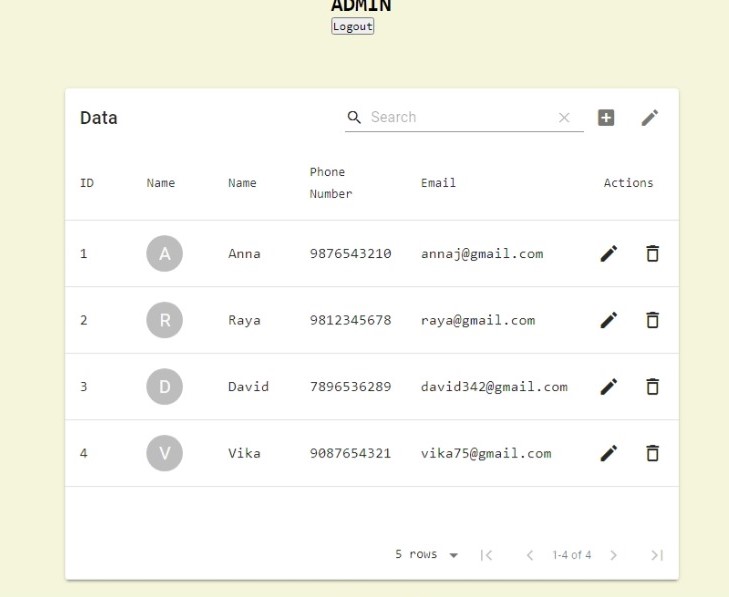 ADMIN
Logout
Data
Search
ID Name Name Phone Number Email Actions
1 A Anna 9876543210 annaj@gmail.com
2 R Raya 9812345678 raya@gmail.com
3 D David 7896536289 david342@gmail.com
4 V Vika 9087654321 vika75@gmail.com
5 rows 1-4 of 4